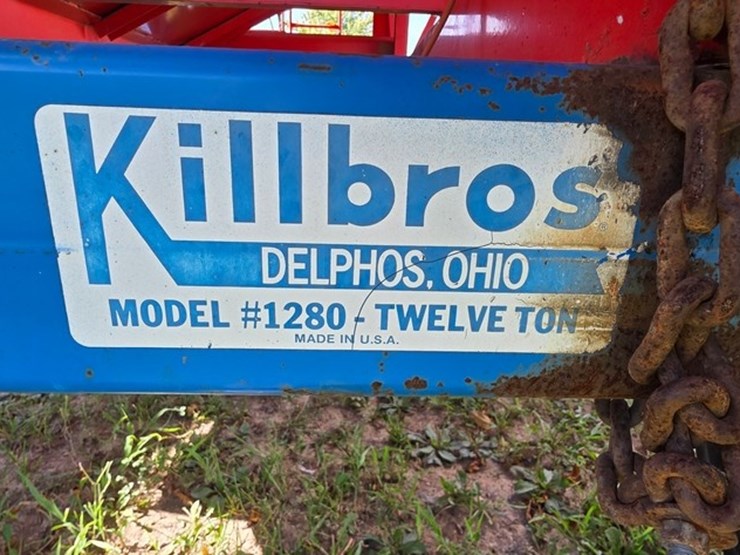 Killbros
DELPHOS, OHIO
MODEL #1280 - TWELVE TON
MADE IN U.S.A.